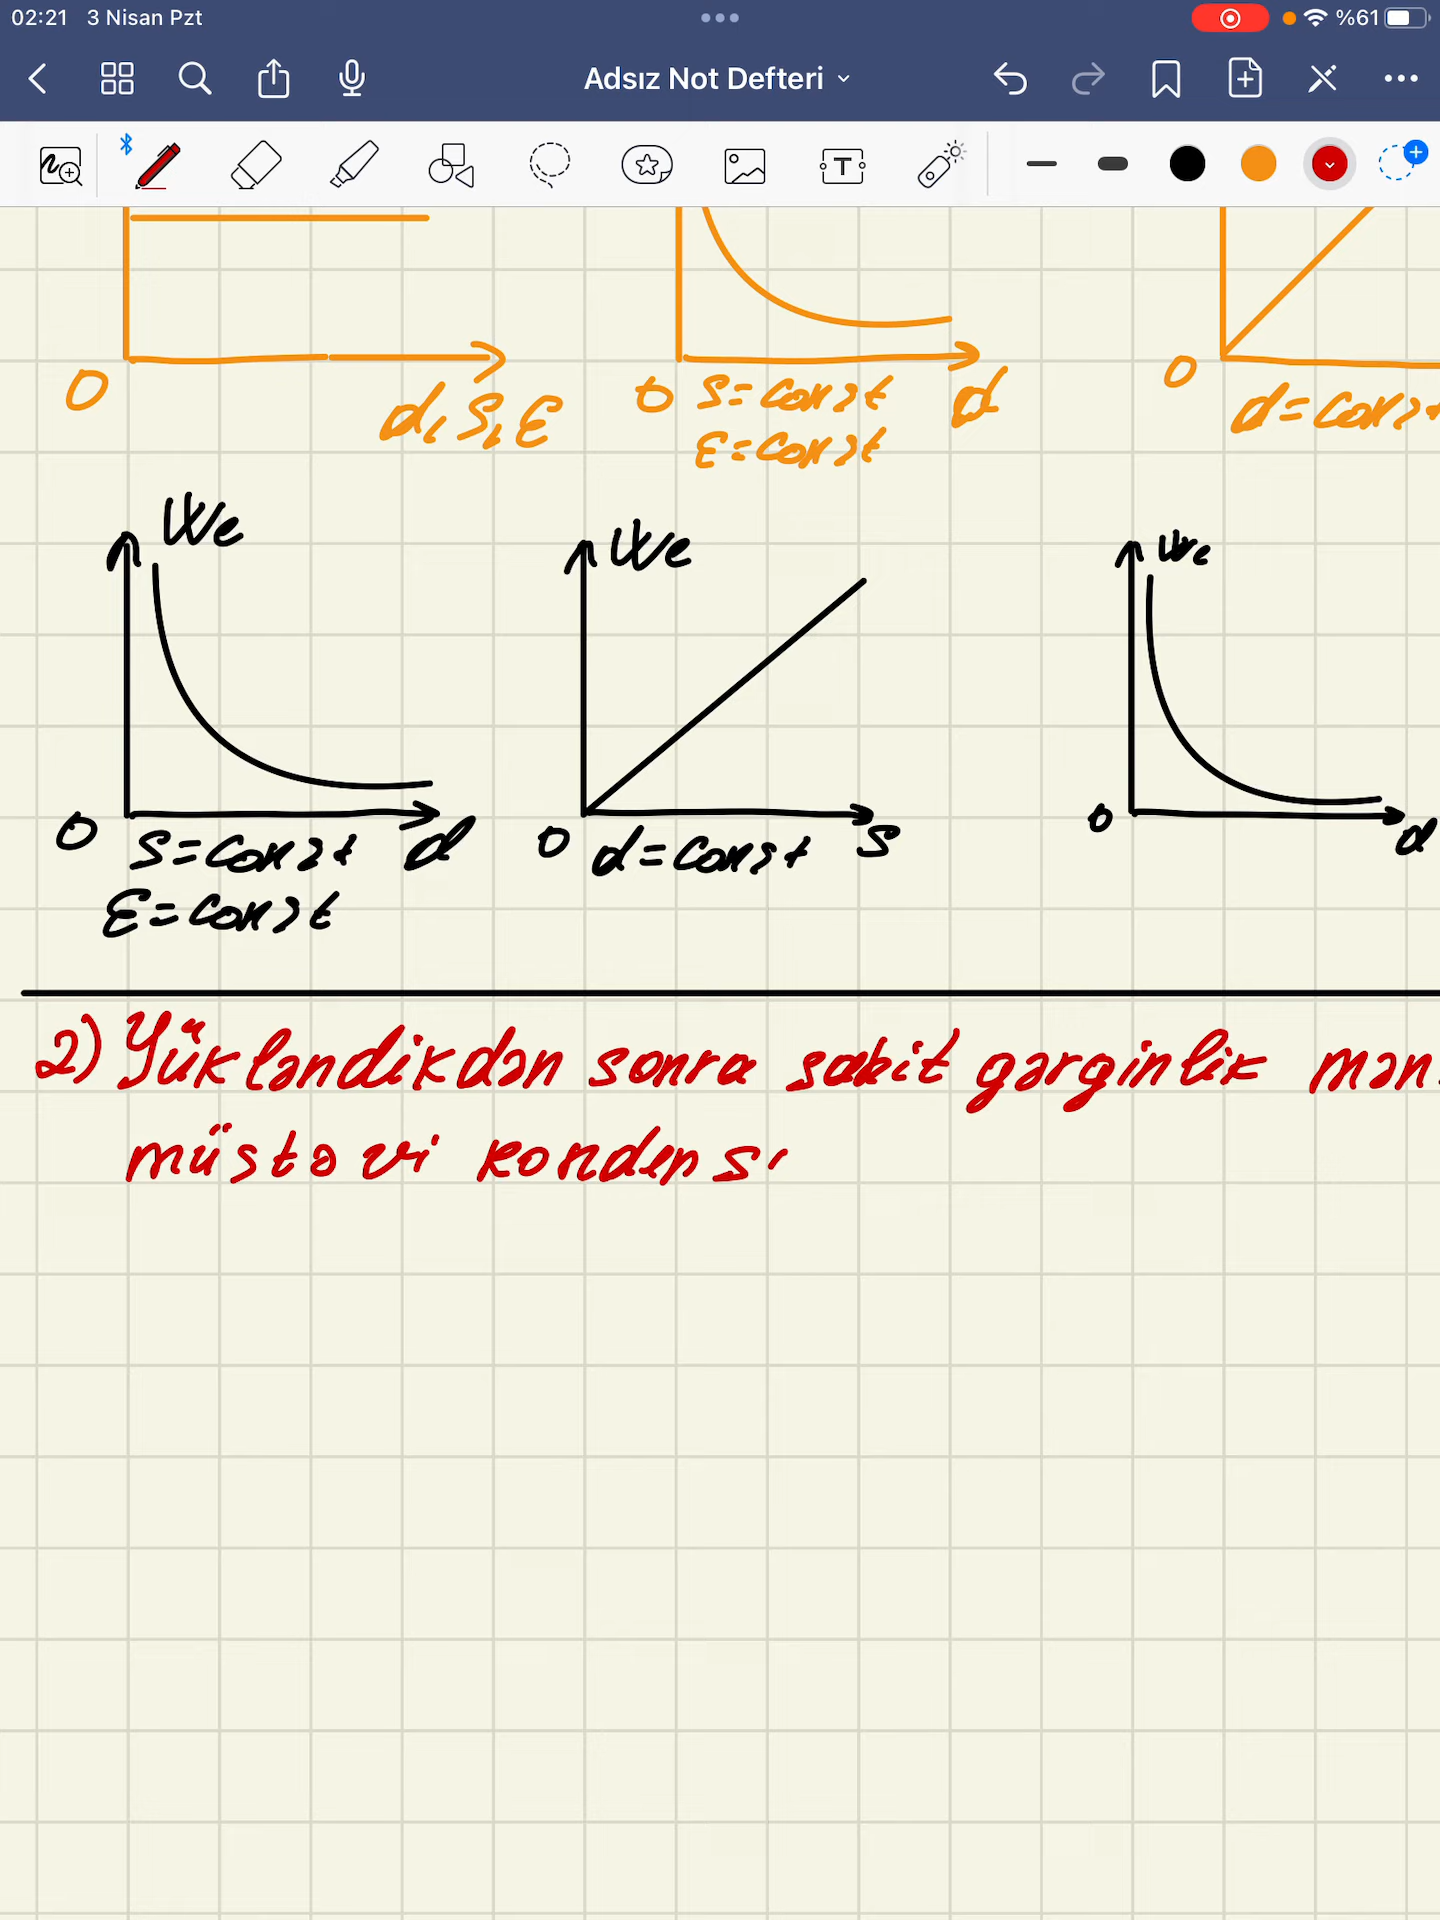 02:21 3 Nisan Pzt %61
Adsız Not Defteri
T
0 d, S, ε
0 S=const d
ε=const
0 d=const
We
0 S=const d
ε=const
We
0 d=const S
We
0 d
2) Yükləndikdən sonra sabit gərginlik mən
müstəvi kondens